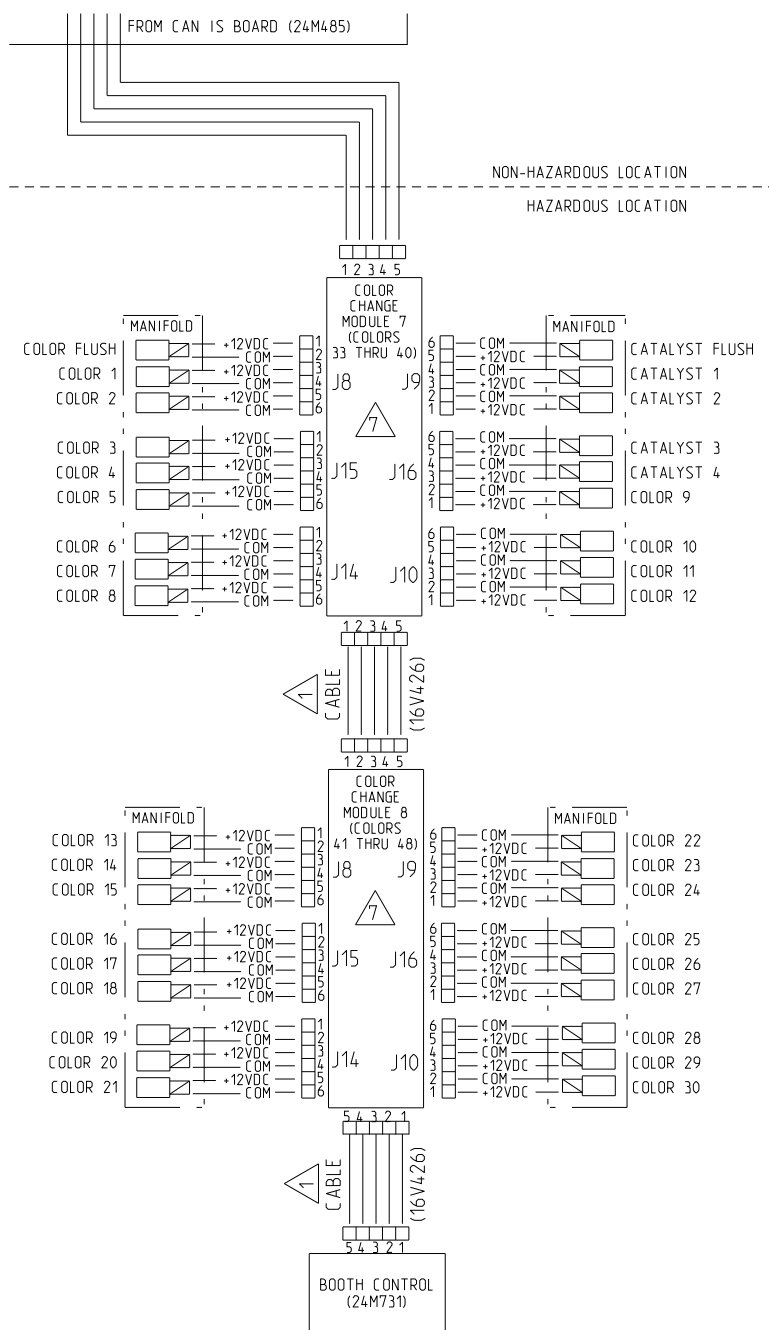 FROM CAN IS BOARD (24M485)
NON-HAZARDOUS LOCATION
HAZARDOUS LOCATION
1 2 3 4 5
COLOR
CHANGE
MODULE 7
(COLORS
33 THRU 40)
MANIFOLD
COLOR FLUSH
+12VDC 1
COM 2
COLOR 1
+12VDC 3
COM 4
COLOR 2
+12VDC 5
COM 6
J8
COLOR 3
+12VDC 1
COM 2
COLOR 4
+12VDC 3
COM 4
COLOR 5
+12VDC 5
COM 6
J15
COLOR 6
+12VDC 1
COM 2
COLOR 7
+12VDC 3
COM 4
COLOR 8
+12VDC 5
COM 6
J14
7
MANIFOLD
J9
6 COM
5 +12VDC
CATALYST FLUSH
4 COM
3 +12VDC
CATALYST 1
2 COM
1 +12VDC
CATALYST 2
J16
6 COM
5 +12VDC
CATALYST 3
4 COM
3 +12VDC
CATALYST 4
2 COM
1 +12VDC
COLOR 9
J10
6 COM
5 +12VDC
COLOR 10
4 COM
3 +12VDC
COLOR 11
2 COM
1 +12VDC
COLOR 12
1 2 3 4 5
1
CABLE
(16V426)
1 2 3 4 5
COLOR
CHANGE
MODULE 8
(COLORS
41 THRU 48)
MANIFOLD
COLOR 13
+12VDC 1
COM 2
COLOR 14
+12VDC 3
COM 4
COLOR 15
+12VDC 5
COM 6
J8
COLOR 16
+12VDC 1
COM 2
COLOR 17
+12VDC 3
COM 4
COLOR 18
+12VDC 5
COM 6
J15
COLOR 19
+12VDC 1
COM 2
COLOR 20
+12VDC 3
COM 4
COLOR 21
+12VDC 5
COM 6
J14
7
MANIFOLD
J9
6 COM
5 +12VDC
COLOR 22
4 COM
3 +12VDC
COLOR 23
2 COM
1 +12VDC
COLOR 24
J16
6 COM
5 +12VDC
COLOR 25
4 COM
3 +12VDC
COLOR 26
2 COM
1 +12VDC
COLOR 27
J10
6 COM
5 +12VDC
COLOR 28
4 COM
3 +12VDC
COLOR 29
2 COM
1 +12VDC
COLOR 30
5 4 3 2 1
1
CABLE
(16V426)
5 4 3 2 1
BOOTH CONTROL
(24M731)